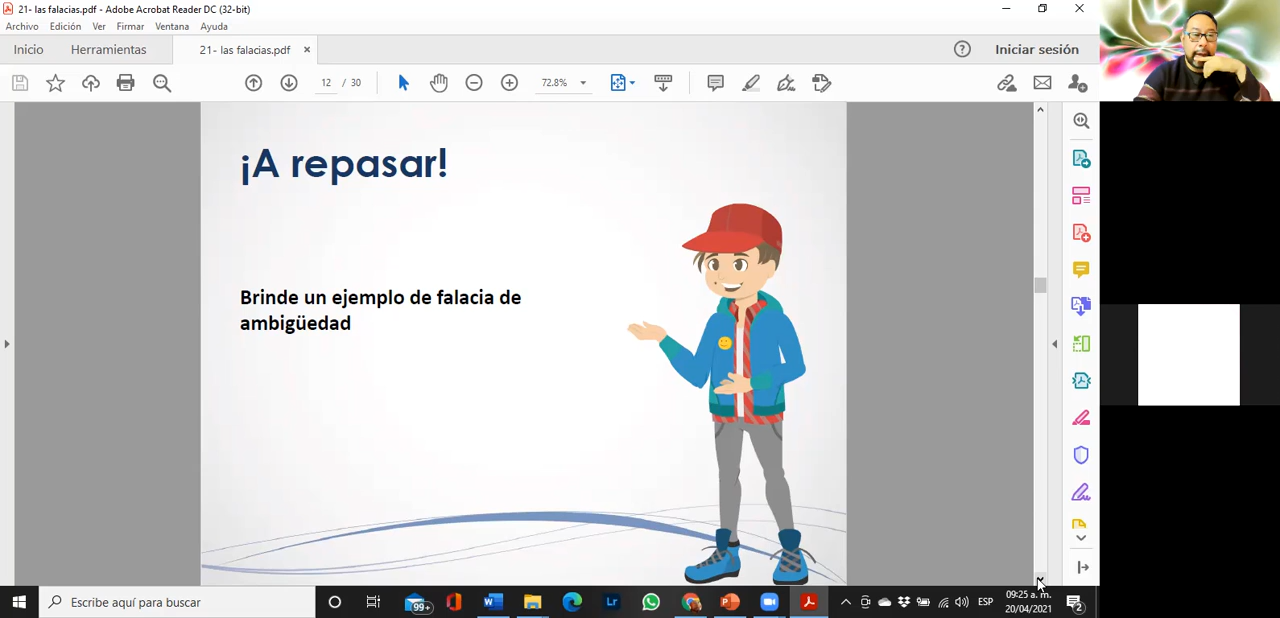 21- las falacias.pdf - Adobe Acrobat Reader DC (32-bit)
Archivo Edición Ver Firmar Ventana Ayuda
Inicio Herramientas 21- las falacias.pdf × Iniciar sesión
12 / 30 72.8%
¡A repasar!
Brinde un ejemplo de falacia de
ambigüedad
Escribe aquí para buscar
99+
Lr
ESP
09:25 a. m.
20/04/2021
2